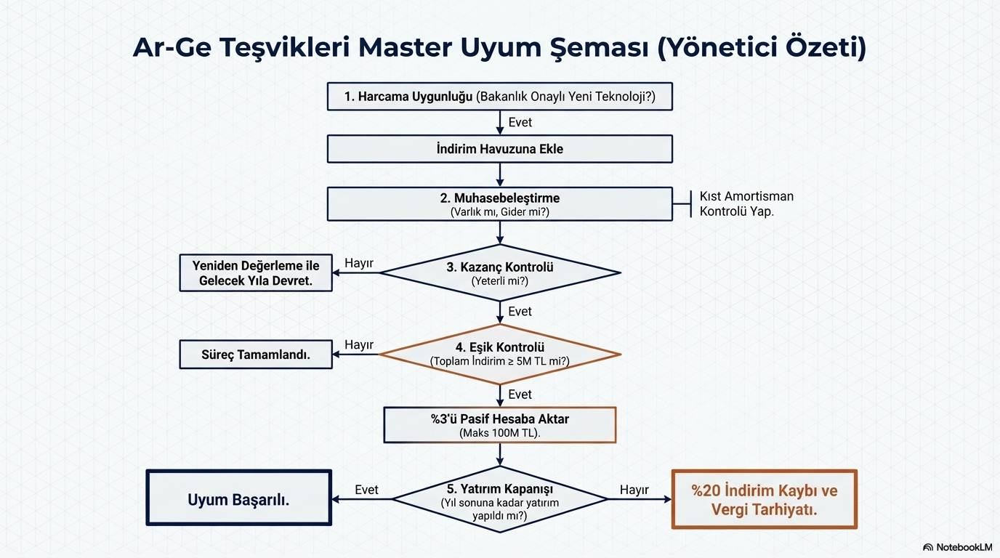 Ar-Ge Teşvikleri Master Uyum Şeması (Yönetici Özeti)
1. Harcama Uygunluğu (Bakanlık Onaylı Yeni Teknoloji?)
Evet
İndirim Havuzuna Ekle
2. Muhasebeleştirme
(Varlık mı, Gider mi?)
Kıst Amortisman
Kontrolü Yap.
3. Kazanç Kontrolü
(Yeterli mi?)
Hayır
Yeniden Değerleme ile
Gelecek Yıla Devret.
Evet
4. Eşik Kontrolü
(Toplam İndirim ≥ 5M TL mi?)
Hayır
Süreç Tamamlandı.
Evet
%3'ü Pasif Hesaba Aktar
(Maks 100M TL).
5. Yatırım Kapanışı
(Yıl sonuna kadar yatırım
yapıldı mı?)
Evet
Uyum Başarılı.
Hayır
%20 İndirim Kaybı ve
Vergi Tarhiyatı.
NotebookLM